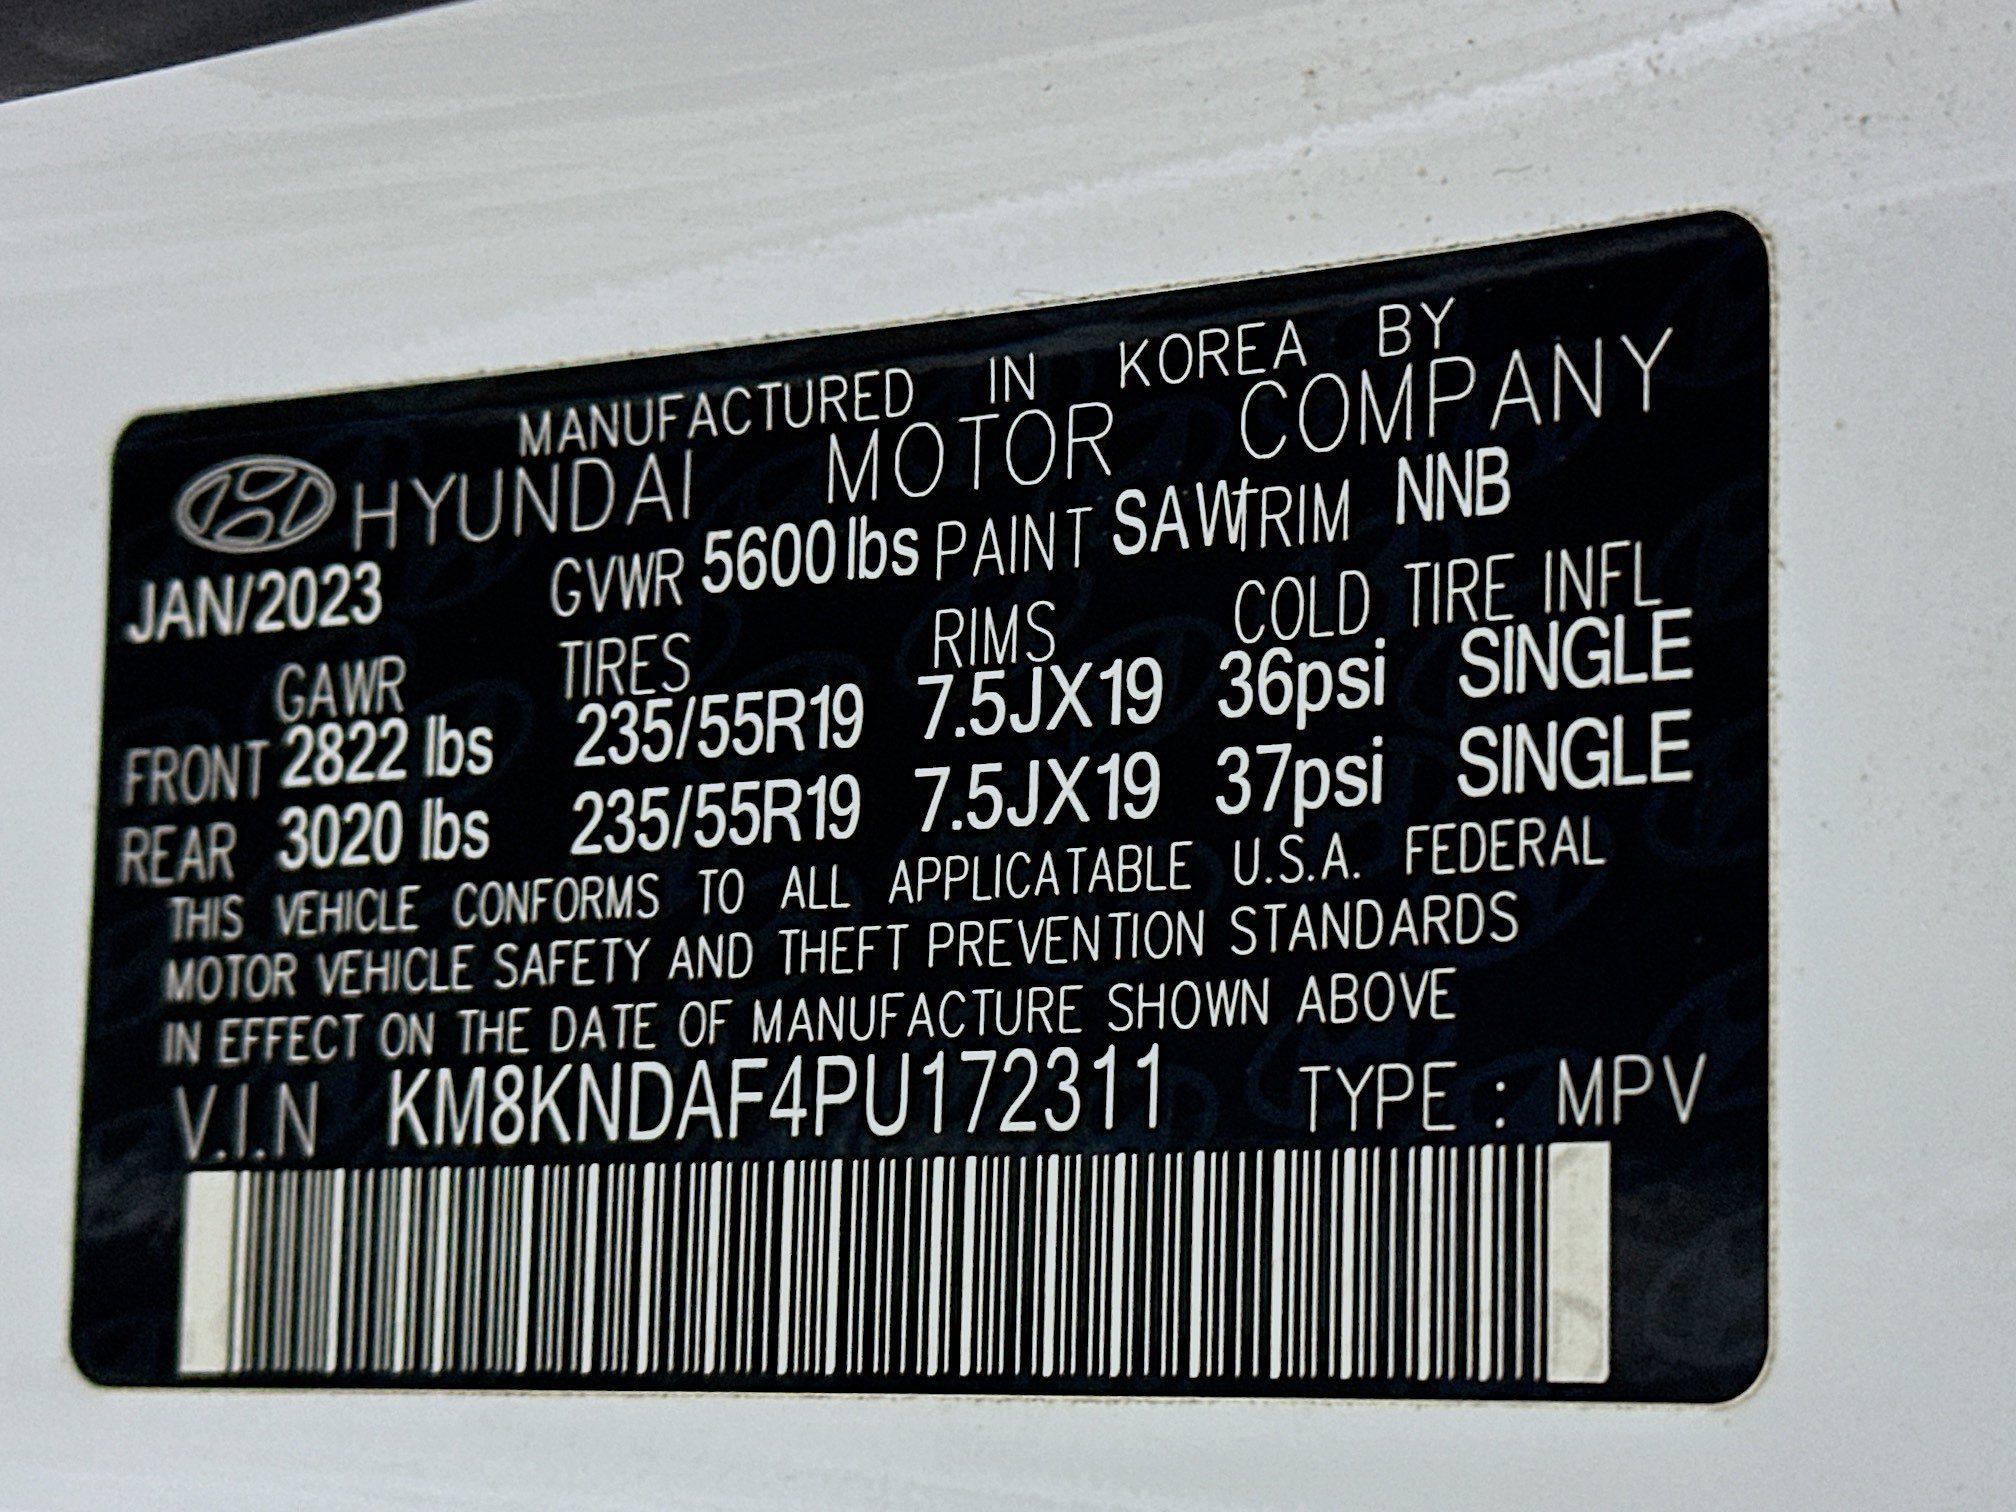 MANUFACTURED IN KOREA BY
HYUNDAI MOTOR COMPANY
JAN/2023 GVWR 5600lbs PAINT SAW TRIM NNB
GAWR TIRES RIMS COLD TIRE INFL
FRONT 2822 lbs 235/55R19 7.5JX19 36psi SINGLE
REAR 3020 lbs 235/55R19 7.5JX19 37psi SINGLE
THIS VEHICLE CONFORMS TO ALL APPLICATABLE U.S.A. FEDERAL
MOTOR VEHICLE SAFETY AND THEFT PREVENTION STANDARDS
IN EFFECT ON THE DATE OF MANUFACTURE SHOWN ABOVE
V.I.N KM8KNDAF4PU172311 TYPE : MPV